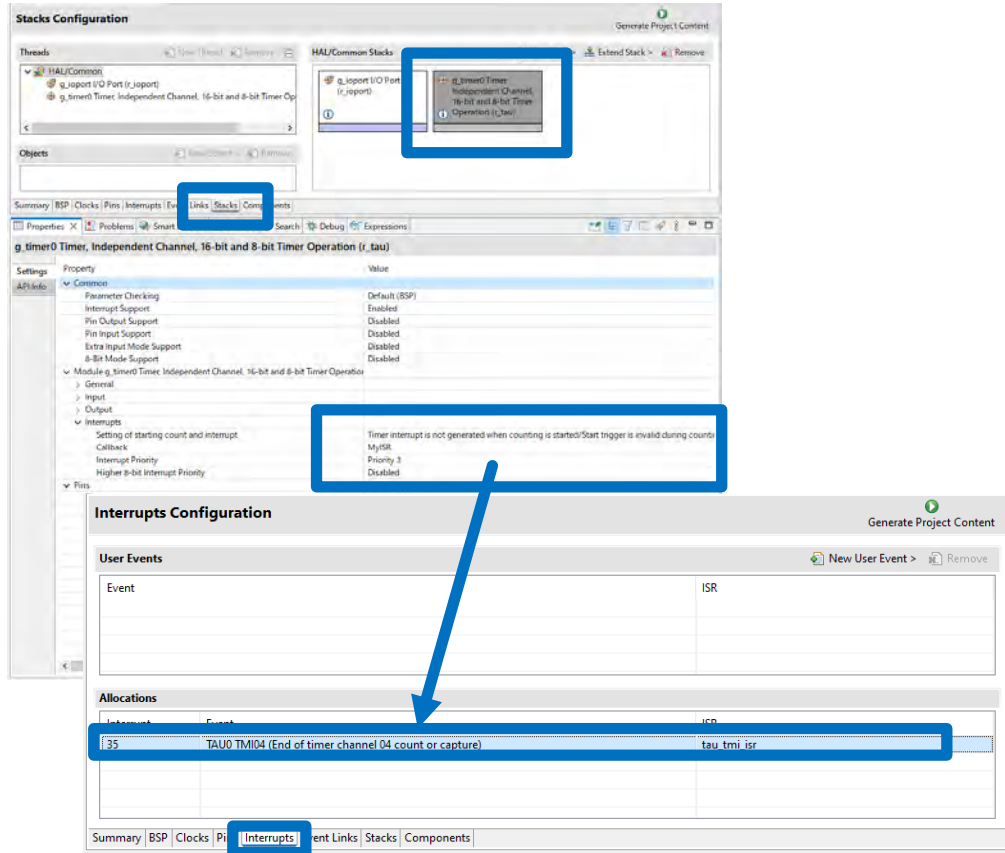 Stacks Configuration
Generate Project Content
Threads
New Thread
Remove
HAL/Common Stacks
Extend Stack >
Remove
HAL/Common
g_ioport I/O Port (r_ioport)
g_timer0 Timer, Independent Channel, 16-bit and 8-bit Timer Op
g_ioport I/O Port
(r_ioport)
g_timer0 Timer,
Independent Channel,
16-bit and 8-bit Timer
Operation (r_tau)
Objects
Remove
Summary BSP Clocks Pins Interrupts Links Stacks
Properties Problems Smart Search Debug Expressions
g_timer0 Timer, Independent Channel, 16-bit and 8-bit Timer Operation (r_tau)
Settings
API Info
Property Value
Common
Parameter Checking Default (BSP)
Interrupt Support Enabled
Pin Output Support Disabled
Pin Input Support Disabled
Extra Input Mode Support Disabled
8-Bit Mode Support Disabled
Module g_timer0 Timer, Independent Channel, 16-bit and 8-bit Timer Operation
General
Input
Output
Interrupts
Setting of starting count and interrupt Timer interrupt is not generated when counting is started/Start trigger is invalid during counti
Callback MyISR
Interrupt Priority Priority 3
Higher 8-bit Interrupt Priority Disabled
Pins
Interrupts Configuration
Generate Project Content
User Events
New User Event > Remove
Event ISR
Allocations
Interrupt Event ISR
35 TAU0 TMI04 (End of timer channel 04 count or capture) tau_tmi_isr
Summary BSP Clocks Interrupts Event Links Stacks Components